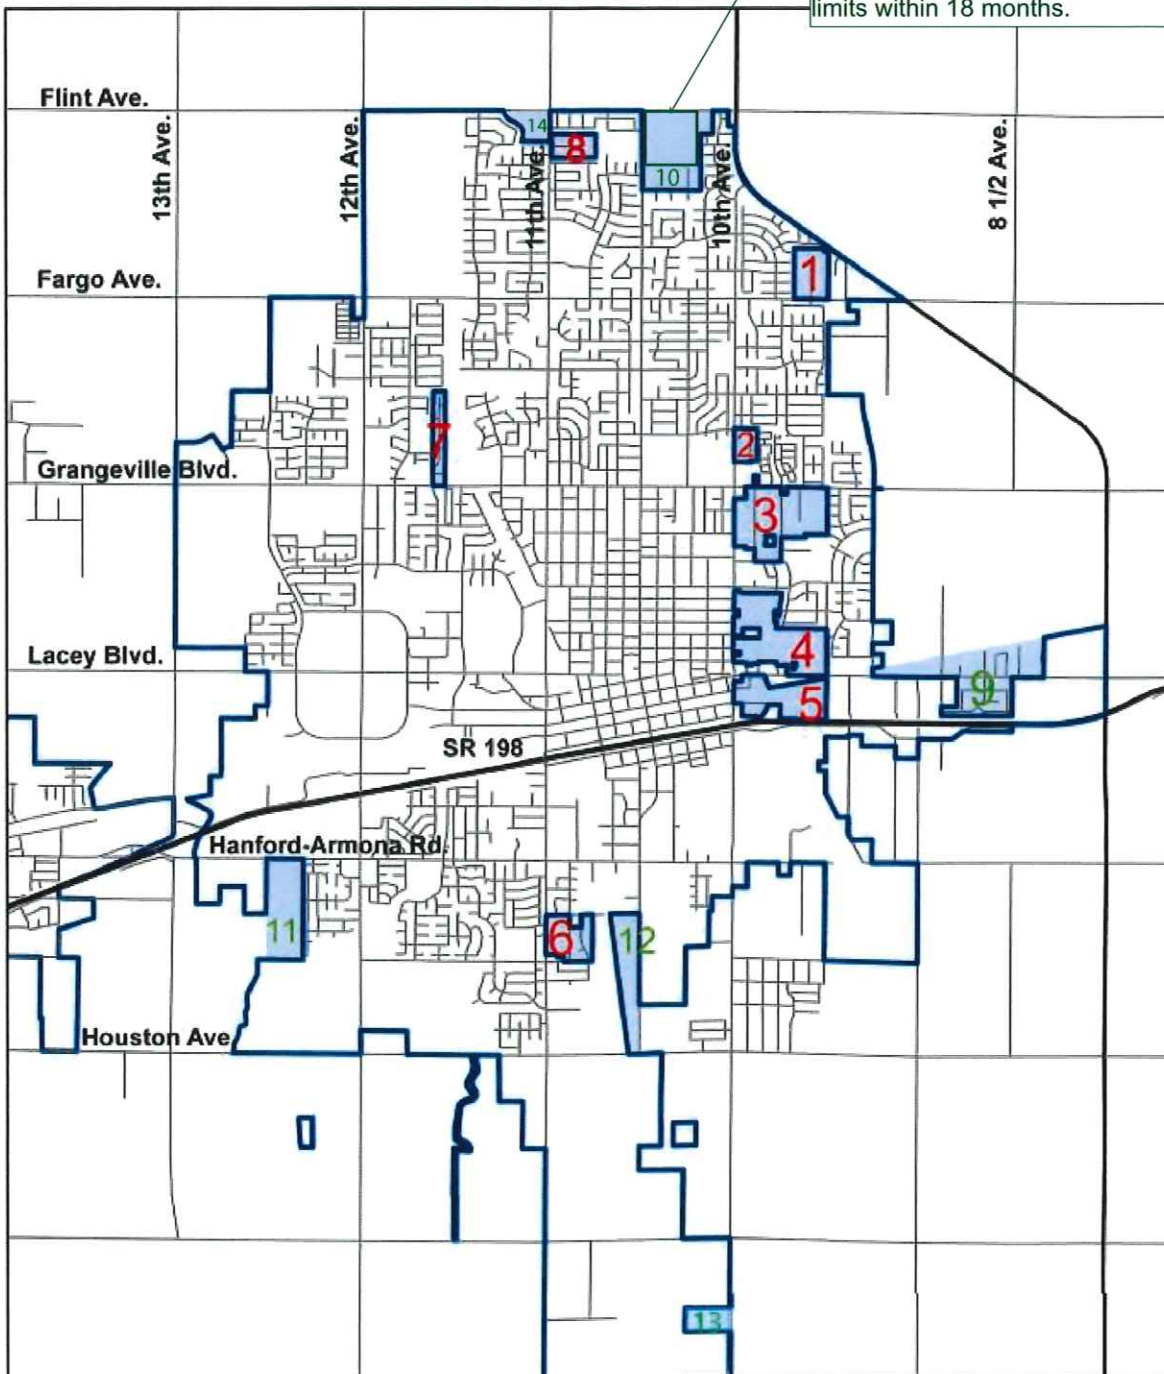 limits within 18 months.
Flint Ave.
13th Ave.
12th Ave.
11th Ave.
10th Ave.
8 1/2 Ave.
14
8
10
1
Fargo Ave.
7
2
Grangeville Blvd.
3
Lacey Blvd.
4
9
5
SR 198
Hanford-Armona Rd.
11
6
12
Houston Ave.
13